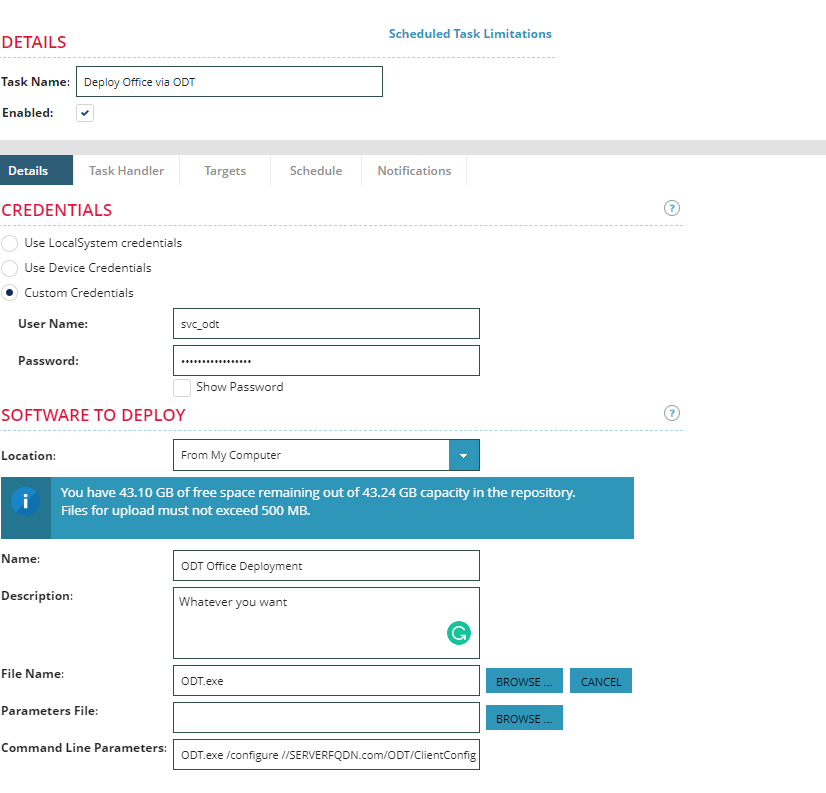 Scheduled Task Limitations
DETAILS
Task Name: Deploy Office via ODT
Enabled:
Details Task Handler Targets Schedule Notifications
CREDENTIALS ?
Use LocalSystem credentials
Use Device Credentials
Custom Credentials
User Name: svc_odt
Password: •••••••••••••••••
Show Password
SOFTWARE TO DEPLOY ?
Location: From My Computer
You have 43.10 GB of free space remaining out of 43.24 GB capacity in the repository.
Files for upload must not exceed 500 MB.
Name: ODT Office Deployment
Description: Whatever you want
File Name: ODT.exe BROWSE ... CANCEL
Parameters File: BROWSE ...
Command Line Parameters: ODT.exe /configure //SERVERFQDN.com/ODT/ClientConfig